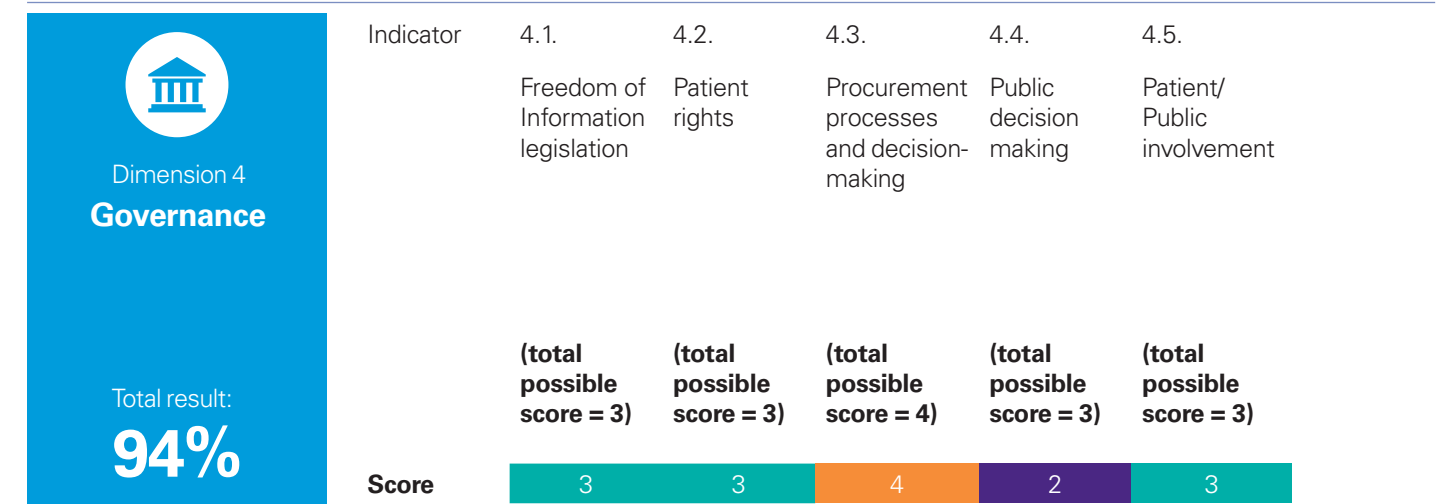 Dimension 4
Governance
Total result:
94%
Indicator 4.1. 4.2. 4.3. 4.4. 4.5.
Freedom of
Information
legislation
Patient
rights
Procurement
processes
and decision-
making
Public
decision
making
Patient/
Public
involvement
(total
possible
score = 3)
(total
possible
score = 3)
(total
possible
score = 4)
(total
possible
score = 3)
(total
possible
score = 3)
Score 3 3 4 2 3